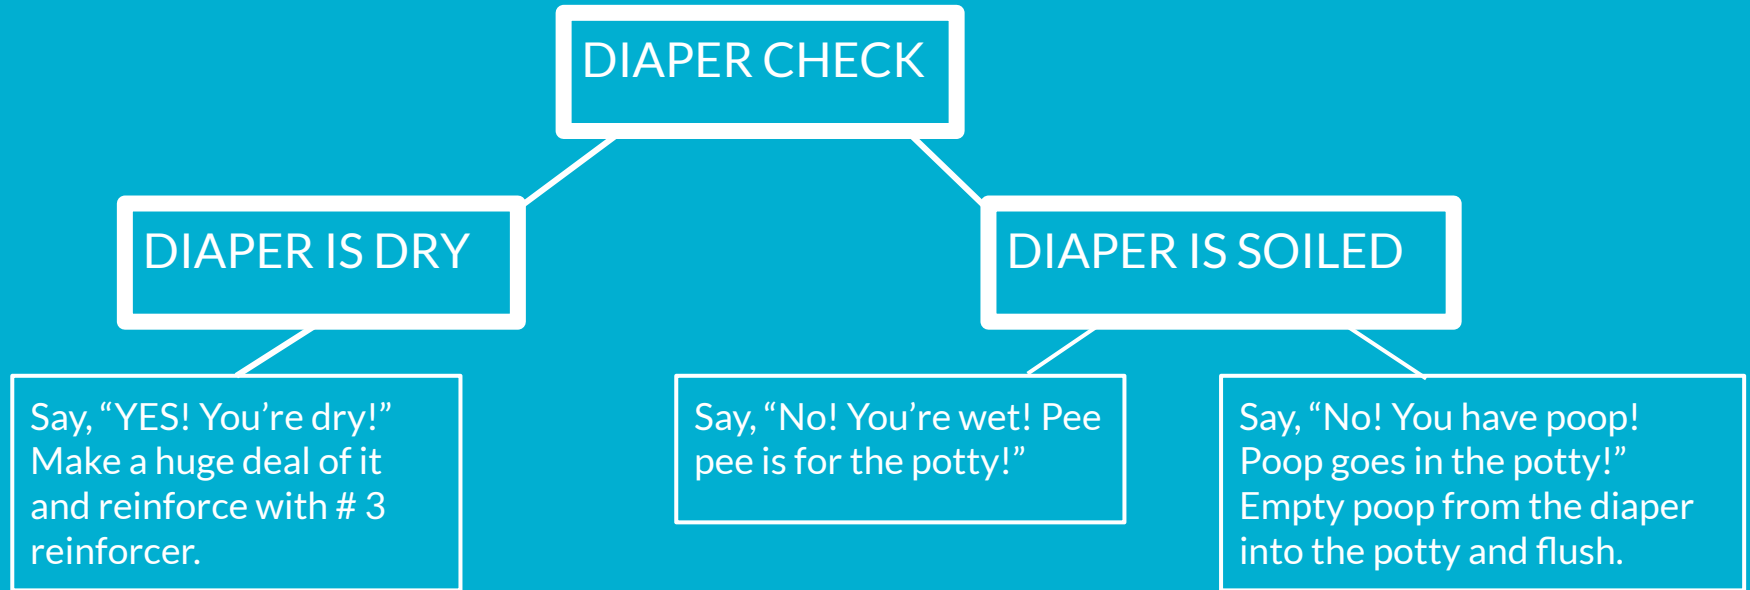 DIAPER CHECK
DIAPER IS DRY
DIAPER IS SOILED
Say, “YES! You’re dry!”
Make a huge deal of it
and reinforce with # 3
reinforcer.
Say, “No! You’re wet! Pee
pee is for the potty!”
Say, “No! You have poop!
Poop goes in the potty!”
Empty poop from the diaper
into the potty and flush.